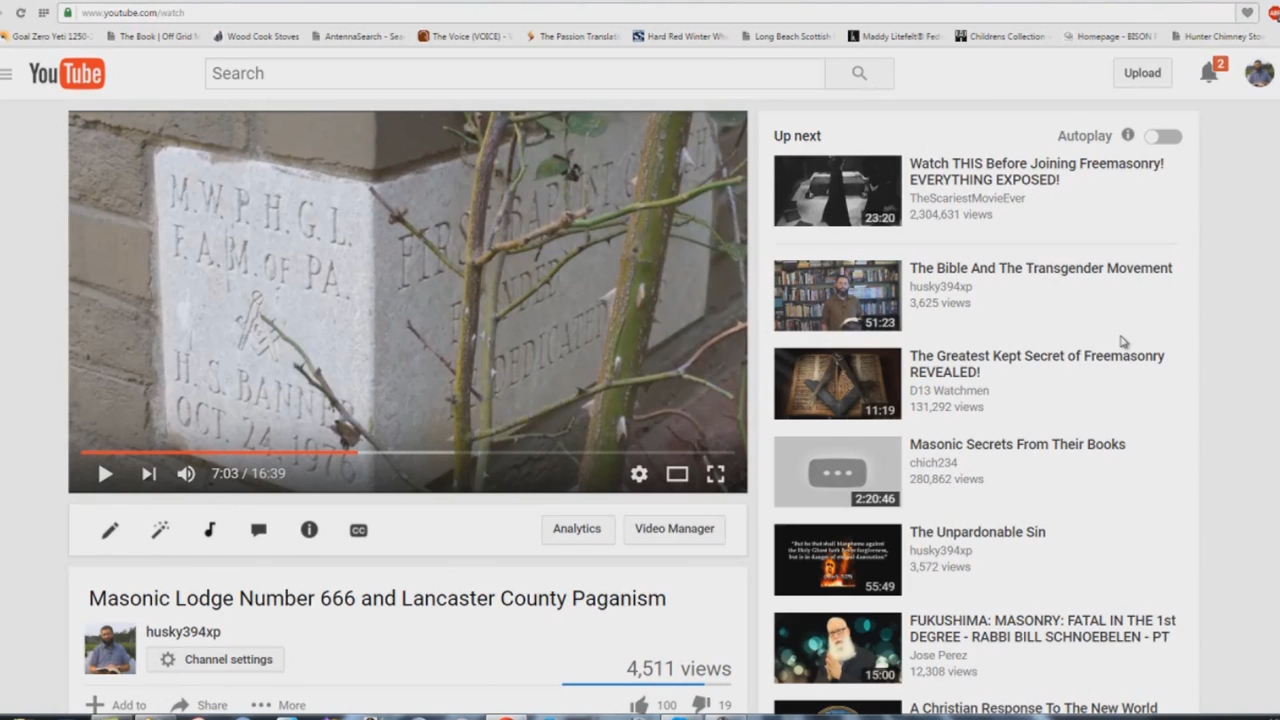 www.youtube.com/watch
Goal Zero Yeti 1250-
The Book | Off Grid
Wood Cook Stoves
AntennaSearch - Sea
The Voice (VOICE) -
The Passion Translati
Hard Red Winter Wh
Long Beach Scottish
Maddy Litefelt® Fed
Childrens Collection
Homepage - BISON
Hunter Chimney Sto
YouTube
Search
Upload
2
M.W.P.H.G.L.
F.A.M. OF PA.
H.S. BANN
OCT. 24, 1976
FIRS BAPTIST
DEDICATED
7:03 / 16:39
CC
Analytics
Video Manager
Masonic Lodge Number 666 and Lancaster County Paganism
husky394xp
Channel settings
4,511 views
Add to
Share
More
100
19
Up next
Autoplay
23:20
Watch THIS Before Joining Freemasonry!
EVERYTHING EXPOSED!
TheScariestMovieEver
2,304,631 views
51:23
The Bible And The Transgender Movement
husky394xp
3,625 views
11:19
The Greatest Kept Secret of Freemasonry
REVEALED!
D13 Watchmen
131,292 views
2:20:46
Masonic Secrets From Their Books
chich234
280,862 views
55:49
The Unpardonable Sin
husky394xp
3,572 views
15:00
FUKUSHIMA: MASONRY: FATAL IN THE 1st
DEGREE - RABBI BILL SCHNOEBELEN - PT
Jose Perez
12,308 views
A Christian Response To The New World